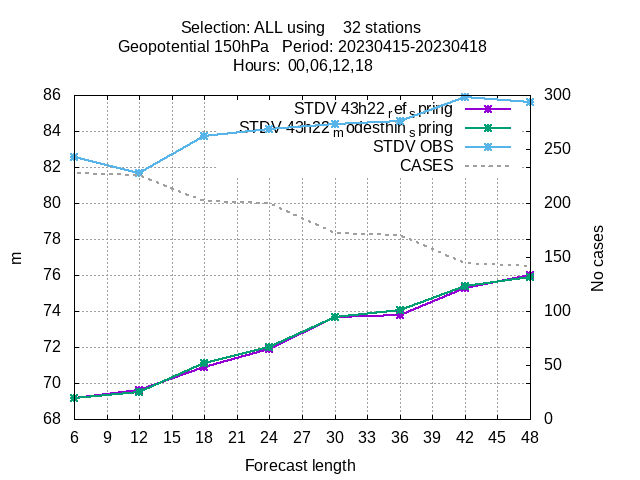 Selection: ALL using    32 stations
Geopotential 150hPa   Period: 20230415-20230418
Hours:  00,06,12,18
STDV 43h22_ref_spring
STDV 43h22_modesthin_spring
STDV OBS
CASES
86
84
82
80
78
76
74
72
70
68
300
250
200
150
100
50
0
m
No cases
6 9 12 15 18 21 24 27 30 33 36 39 42 45 48
Forecast length